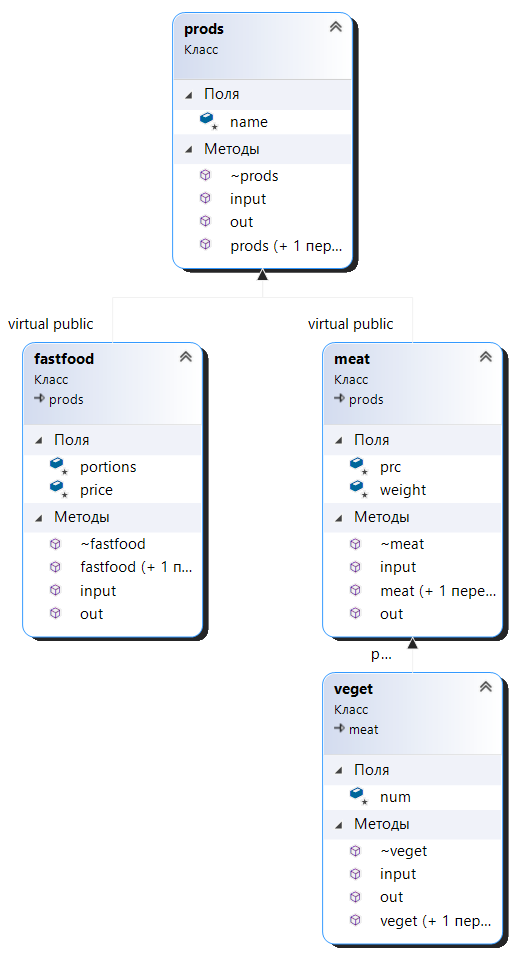 prods
Класс
Поля
name
Методы
~prods
input
out
prods (+ 1 пер...
virtual public
virtual public
fastfood
Класс
prods
Поля
portions
price
Методы
~fastfood
fastfood (+ 1 п...
input
out
meat
Класс
prods
Поля
prc
weight
Методы
~meat
input
meat (+ 1 пере...
out
p...
veget
Класс
meat
Поля
num
Методы
~veget
input
out
veget (+ 1 пер...